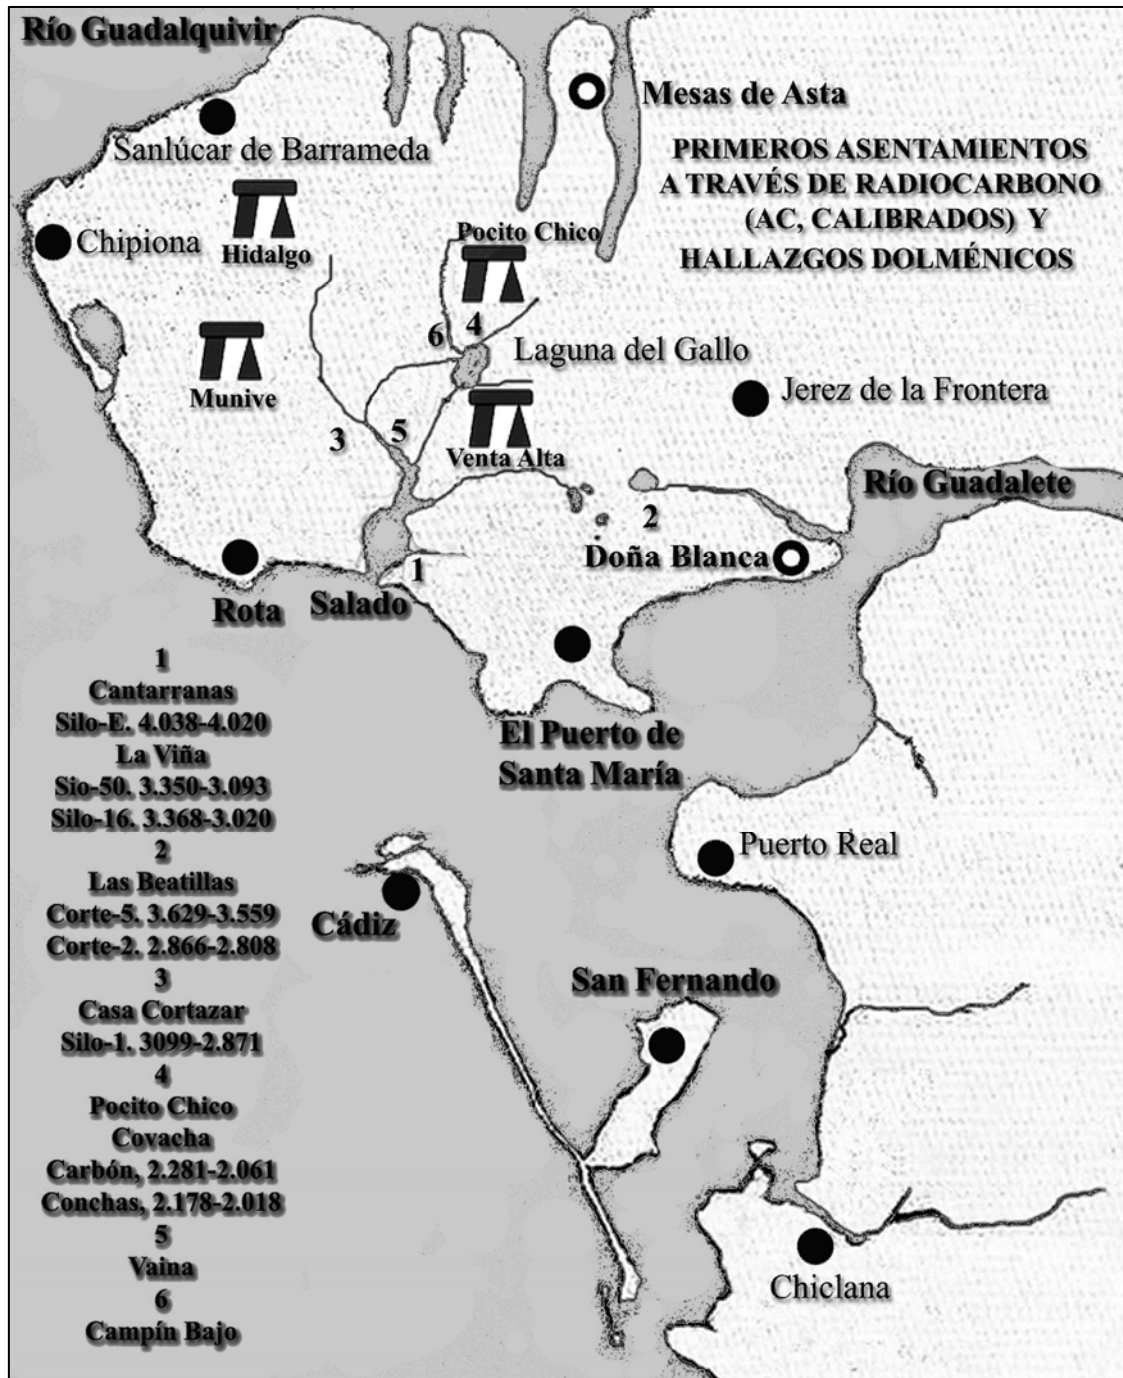 Río Guadalquivir
Mesas de Asta
Sanlúcar de Barrameda
PRIMEROS ASENTAMIENTOS
A TRAVÉS DE RADIOCARBONO
(AC, CALIBRADOS) Y
HALLAZGOS DOLMÉNICOS
Chipiona
Hidalgo
Pocito Chico
6
4
Laguna del Gallo
Munive
Jerez de la Frontera
3
5
Venta Alta
Río Guadalete
2
Doña Blanca
1
Rota
Salado
El Puerto de
Santa María
Puerto Real
Cádiz
San Fernando
Chiclana
1
Cantarranas
Silo-E. 4.038-4.020
La Viña
Sio-50. 3.350-3.093
Silo-16. 3.368-3.020
2
Las Beatillas
Corte-5. 3.629-3.559
Corte-2. 2.866-2.808
3
Casa Cortazar
Silo-1. 3099-2.871
4
Pocito Chico
Covacha
Carbón, 2.281-2.061
Conchas, 2.178-2.018
5
Vaina
6
Campín Bajo